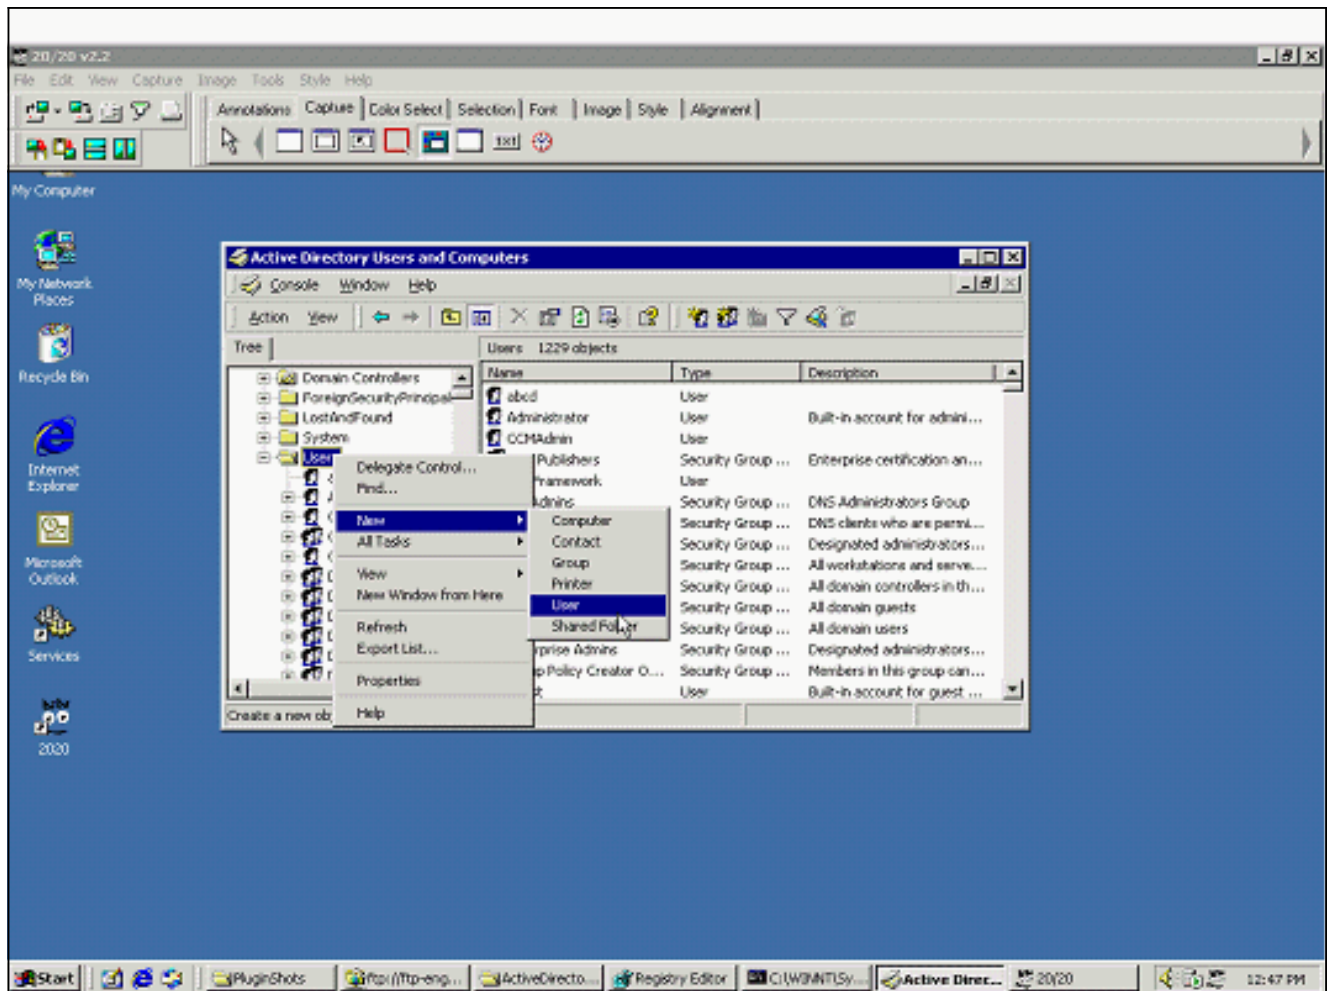 20/20 v2.2
File Edit View Capture Image Tools Style Help
Annotations Capture Color Select Selection Font Image Style Alignment
My Computer
My Network Places
Recycle Bin
Internet Explorer
Microsoft Outlook
Services
2020
Active Directory Users and Computers
Console Window Help
Action View
Tree
Users 1229 objects
Name Type Description
Domain Controllers
ForeignSecurityPrincipal
LostAndFound
System
User
abcd User
Administrator User Built-in account for admini...
CCMAdmin User
Publishers Security Group ... Enterprise certification an...
ramework User
Admins Security Group ... DNS Administrators Group
Security Group ... DNS clients who are permi...
Security Group ... Designated administrators...
Security Group ... All workstations and serve....
Security Group ... All domain controllers in th...
Security Group ... All domain guests
Security Group ... All domain users
rprise Admins Security Group ... Designated administrators...
p Policy Creator O... Security Group ... Members in this group can...
User Built-in account for guest ...
Delegate Control...
Find...
New
All Tasks
View
New Window from Here
Refresh
Export List...
Properties
Help
Computer
Contact
Group
Printer
User
Shared Folder
Create a new obj
Start PluginShots ftp://ftp-eng... ActiveDirecto... Registry Editor C:\WINNT\Sy... Active Direc... 20/20 12:47 PM